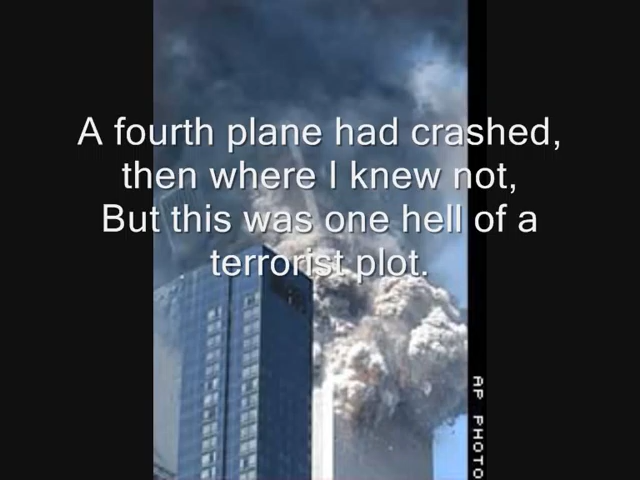 A fourth plane had crashed,
then where I knew not,
But this was one hell of a
terrorist plot.
AP PHOTO